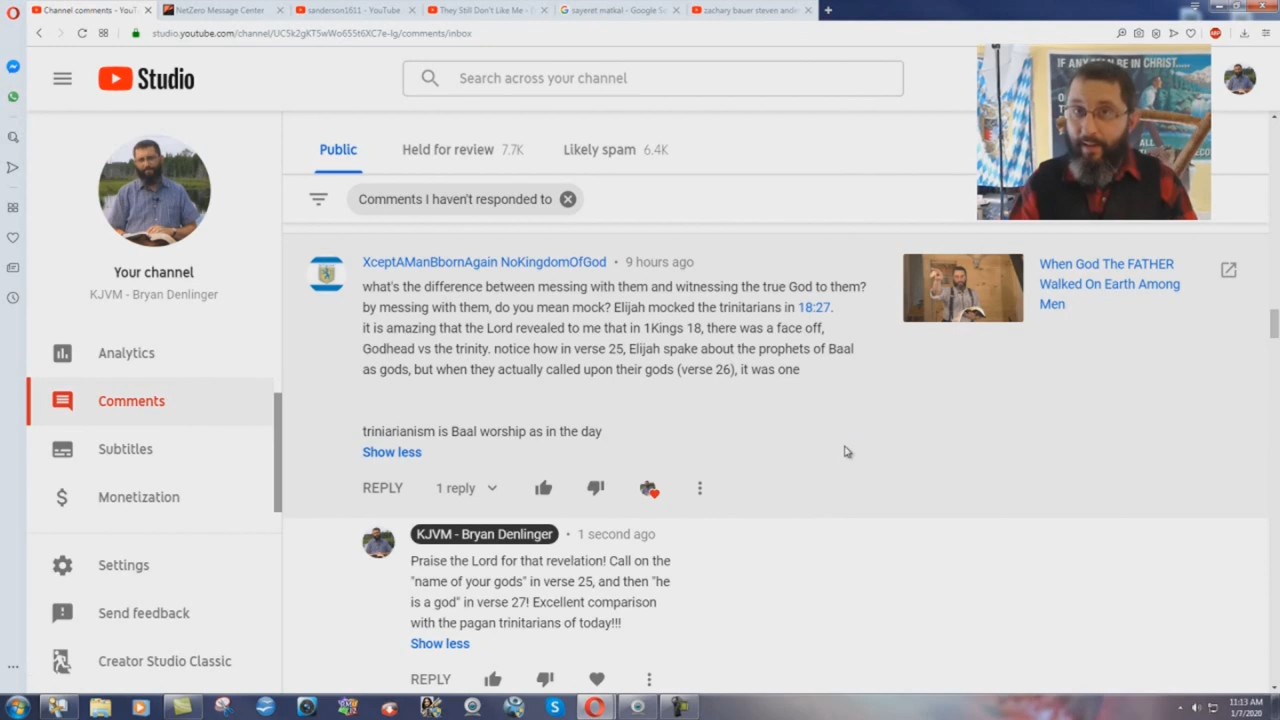 Channel comments - YouT
NetZero Message Center
sanderson1611 - YouTube
They Still Don't Like Me -
sayeret matkal - Google Se
zachary bauer steven ande
studio.youtube.com/channel/UC5k2gKT5wWo655t6XC7e-lg/comments/inbox
Studio
Search across your channel
IF ANY MAN BE IN CHRIST....
Public
Held for review 7.7K
Likely spam 6.4K
Comments I haven't responded to
Your channel
KJVM - Bryan Denlinger
Analytics
Comments
Subtitles
Monetization
Settings
Send feedback
Creator Studio Classic
XceptAManBbornAgain NoKingdomOfGod • 9 hours ago
what's the difference between messing with them and witnessing the true God to them?
by messing with them, do you mean mock? Elijah mocked the trinitarians in 18:27.
it is amazing that the Lord revealed to me that in 1Kings 18, there was a face off,
Godhead vs the trinity. notice how in verse 25, Elijah spake about the prophets of Baal
as gods, but when they actually called upon their gods (verse 26), it was one
triniarianism is Baal worship as in the day
Show less
REPLY
1 reply
When God The FATHER
Walked On Earth Among
Men
KJVM - Bryan Denlinger • 1 second ago
Praise the Lord for that revelation! Call on the
"name of your gods" in verse 25, and then "he
is a god" in verse 27! Excellent comparison
with the pagan trinitarians of today!!!
Show less
REPLY
11:13 AM
1/7/2020